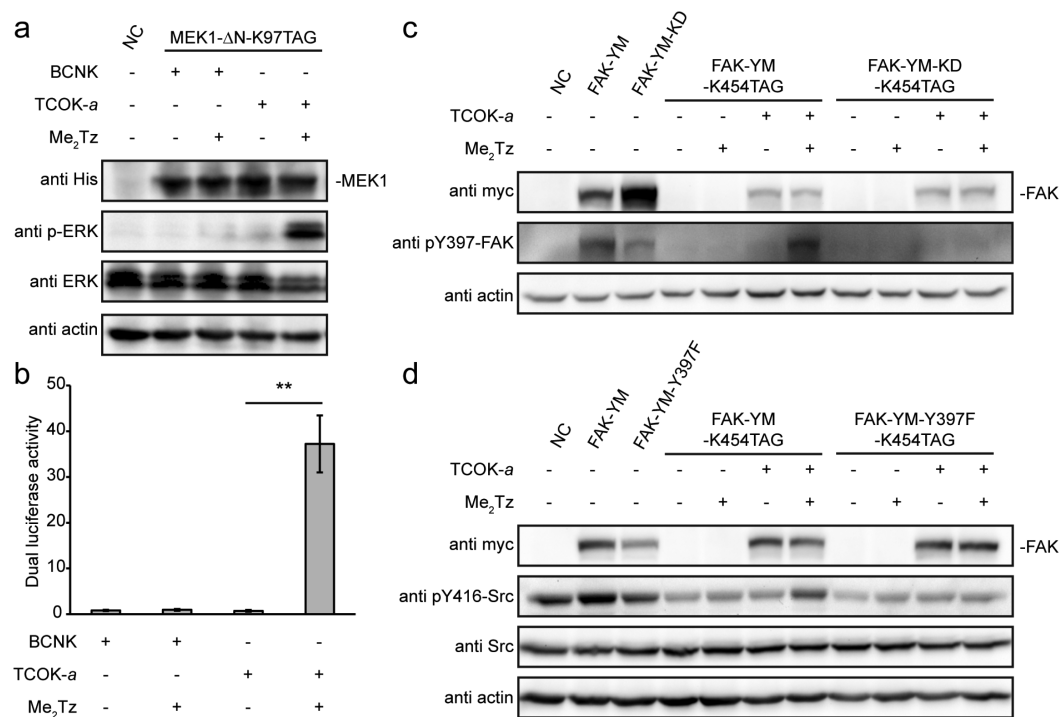 a
NC
MEK1-ΔN-K97TAG
BCNK - + + - -
TCOK-a - - - + +
Me2Tz - - + - +
anti His
-MEK1
anti p-ERK
anti ERK
anti actin
b
Dual luciferase activity
50
40
30
20
10
0
**
BCNK + + - -
TCOK-a - - + +
Me2Tz - + - +
c
NC
FAK-YM
FAK-YM-KD
FAK-YM
-K454TAG
FAK-YM-KD
-K454TAG
TCOK-a - - - - - + + - - + +
Me2Tz - - - - + - + - + - +
anti myc
-FAK
anti pY397-FAK
anti actin
d
NC
FAK-YM
FAK-YM-Y397F
FAK-YM
-K454TAG
FAK-YM-Y397F
-K454TAG
TCOK-a - - - - - + + - - + +
Me2Tz - - - - + - + - + - +
anti myc
-FAK
anti pY416-Src
anti Src
anti actin